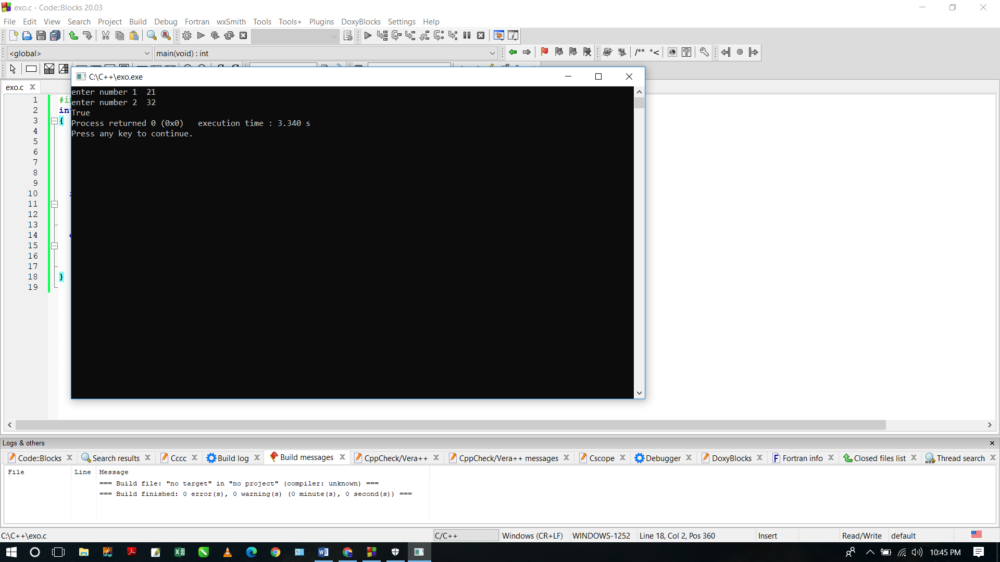 exo.c - Code::Blocks 20.03
File Edit View Search Project Build Debug Fortran wxSmith Tools Tools+ Plugins DoxyBlocks Settings Help
<global> main(void) : int
/** *<
C:\C++\exo.exe
exo.c
enter number 1  21
enter number 2  32
True
Process returned 0 (0x0)   execution time : 3.340 s
Press any key to continue.
1 #i
2 in
3 {
4
5
6
7
8
9
10
11
12
13
14
15
16
17
18 }
19
Logs & others
Code::Blocks Search results Cccc Build log Build messages CppCheck/Vera++ CppCheck/Vera++ messages Cscope Debugger DoxyBlocks Fortran info Closed files list Thread search
File Line Message
=== Build file: "no target" in "no project" (compiler: unknown) ===
=== Build finished: 0 error(s), 0 warning(s) (0 minute(s), 0 second(s)) ===
C:\C++\exo.c C/C++ Windows (CR+LF) WINDOWS-1252 Line 18, Col 2, Pos 360 Insert Read/Write default
10:45 PM